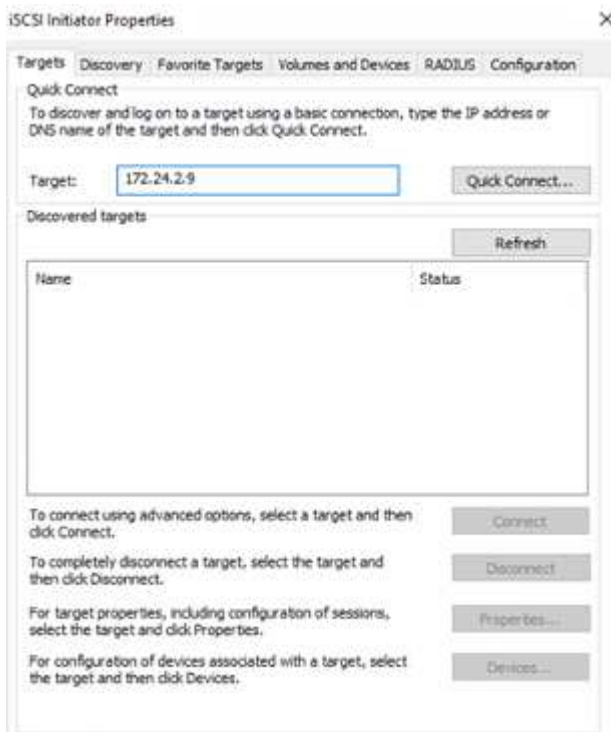 iSCSI Initiator Properties
Targets Discovery Favorite Targets Volumes and Devices RADIUS Configuration
Quick Connect
To discover and log on to a target using a basic connection, type the IP address or
DNS name of the target and then click Quick Connect.
Target: 172.24.2.9 Quick Connect...
Discovered targets
Refresh
Name Status
To connect using advanced options, select a target and then
click Connect.
Connect
To completely disconnect a target, select the target and
then click Disconnect.
Disconnect
For target properties, including configuration of sessions,
select the target and click Properties.
Properties...
For configuration of devices associated with a target, select
the target and then click Devices.
Devices...